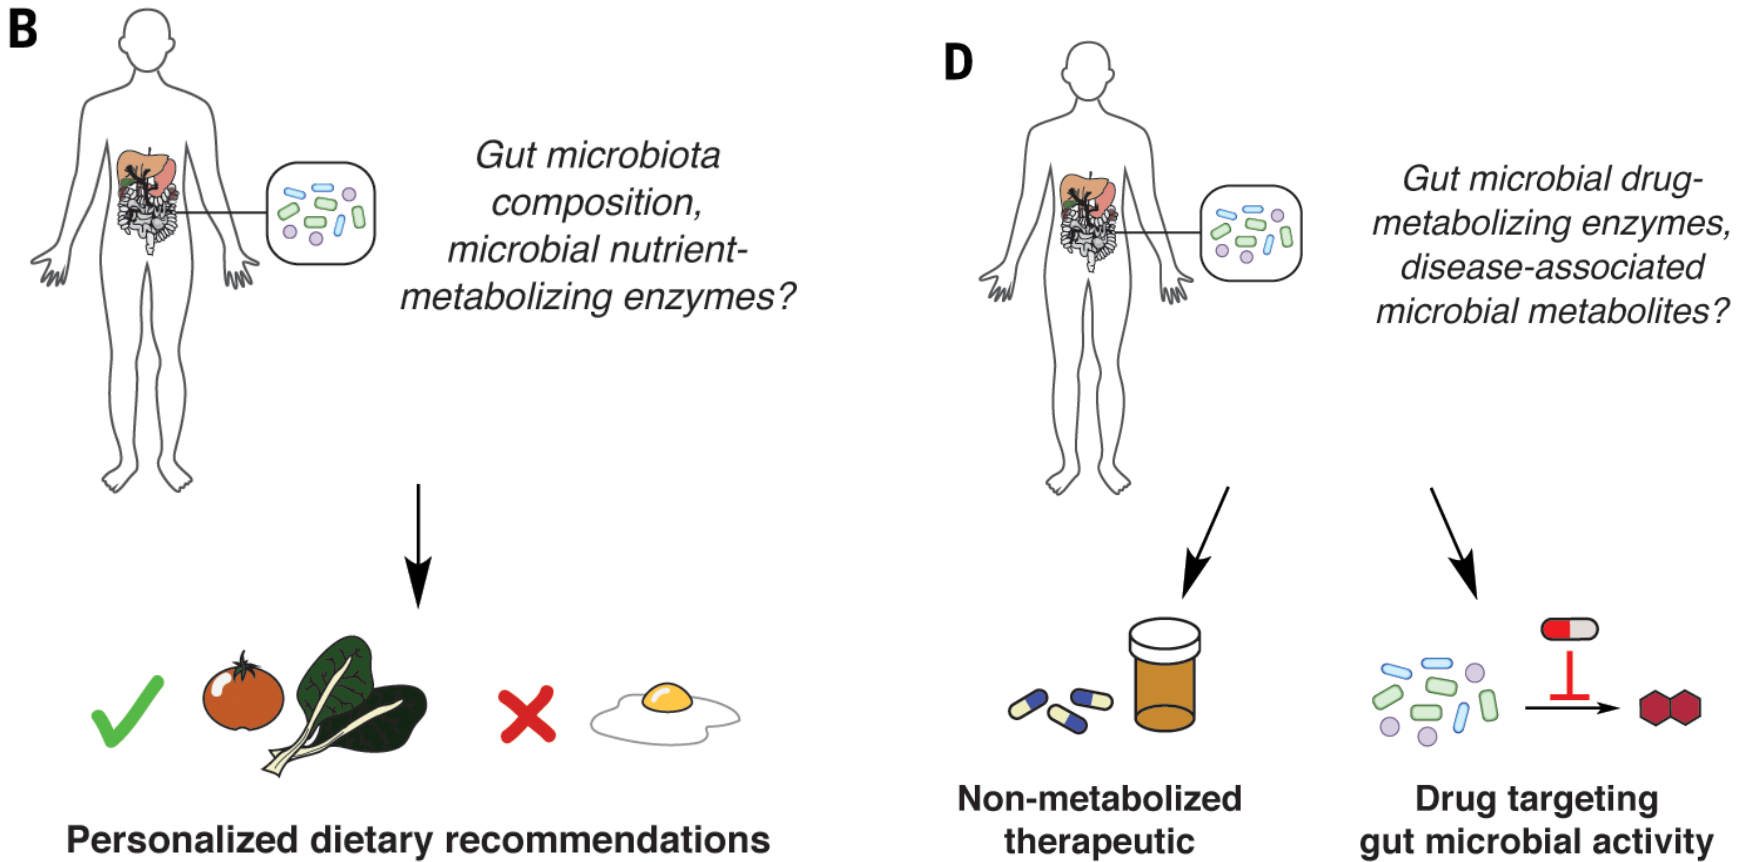 B
Gut microbiota
composition,
microbial nutrient-
metabolizing enzymes?
Personalized dietary recommendations
D
Gut microbial drug-
metabolizing enzymes,
disease-associated
microbial metabolites?
Non-metabolized
therapeutic
Drug targeting
gut microbial activity